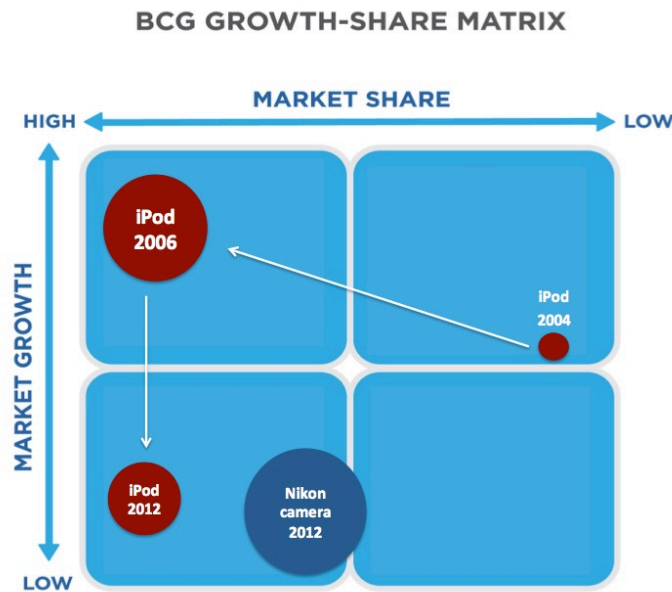 BCG GROWTH-SHARE MATRIX
MARKET SHARE
HIGH
LOW
MARKET GROWTH
iPod
2006
iPod
2004
iPod
2012
Nikon
camera
2012
LOW